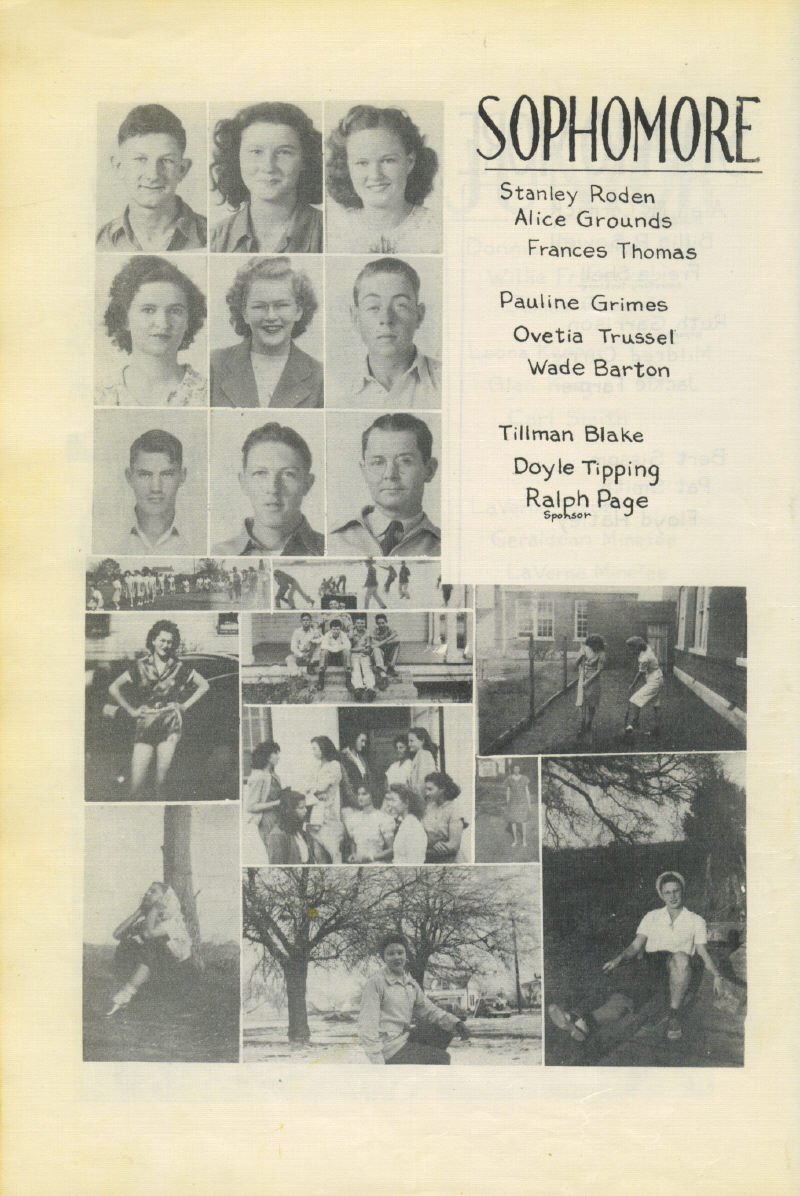 SOPHOMORE
Stanley Roden
Alice Grounds
Frances Thomas
Pauline Grimes
Ovetia Trussel
Wade Barton
Tillman Blake
Doyle Tipping
Ralph Page
Sponsor